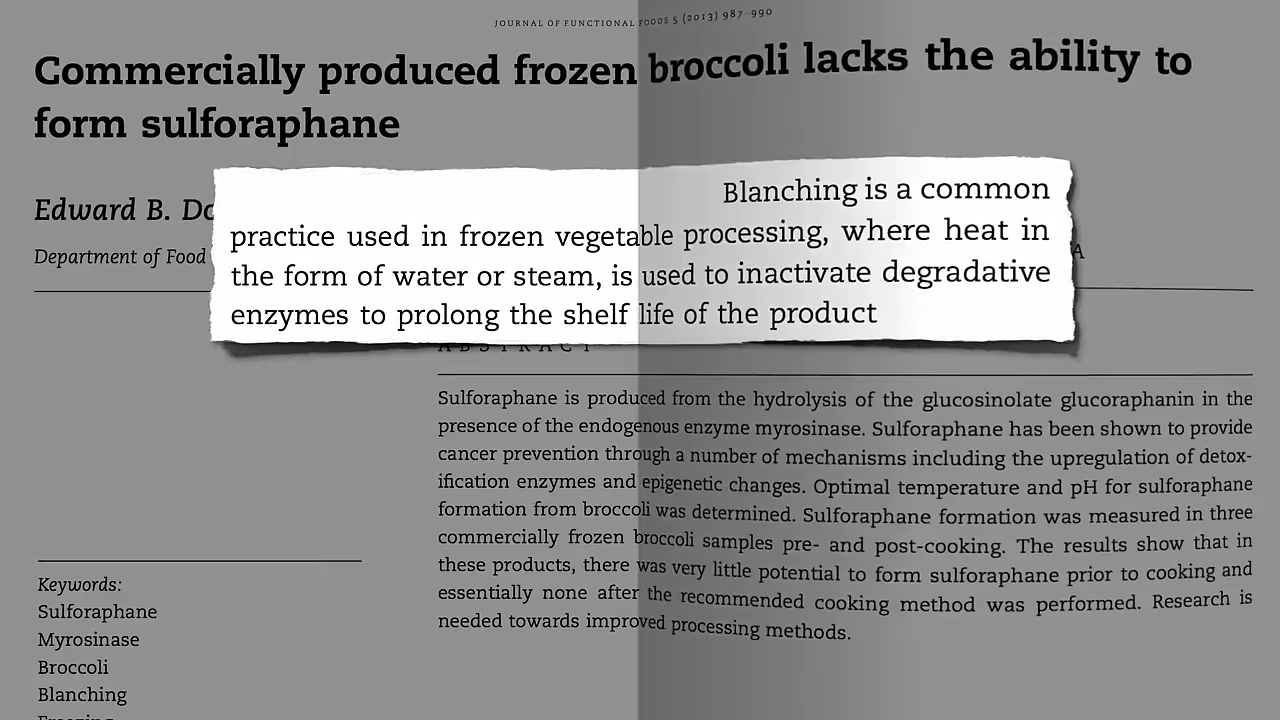 JOURNAL OF FUNCTIONAL FOODS 5 (2013) 987–990
Commercially produced frozen broccoli lacks the ability to
form sulforaphane
Blanching is a common
practice used in frozen vegetable processing, where heat in
the form of water or steam, is used to inactivate degradative
enzymes to prolong the shelf life of the product
Edward B.
Department of Food
ABSTRACT
Sulforaphane is produced from the hydrolysis of the glucosinolate glucoraphanin in the
presence of the endogenous enzyme myrosinase. Sulforaphane has been shown to provide
cancer prevention through a number of mechanisms including the upregulation of detox-
ification enzymes and epigenetic changes. Optimal temperature and pH for sulforaphane
formation from broccoli was determined. Sulforaphane formation was measured in three
commercially frozen broccoli samples pre- and post-cooking. The results show that in
these products, there was very little potential to form sulforaphane prior to cooking and
essentially none after the recommended cooking method was performed. Research is
needed towards improved processing methods.
Keywords:
Sulforaphane
Myrosinase
Broccoli
Blanching